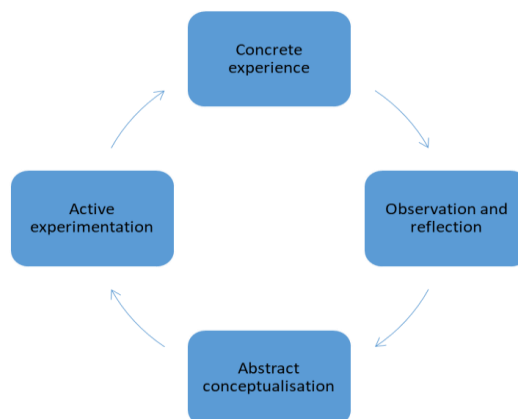 Concrete
experience
Observation and
reflection
Abstract
conceptualisation
Active
experimentation